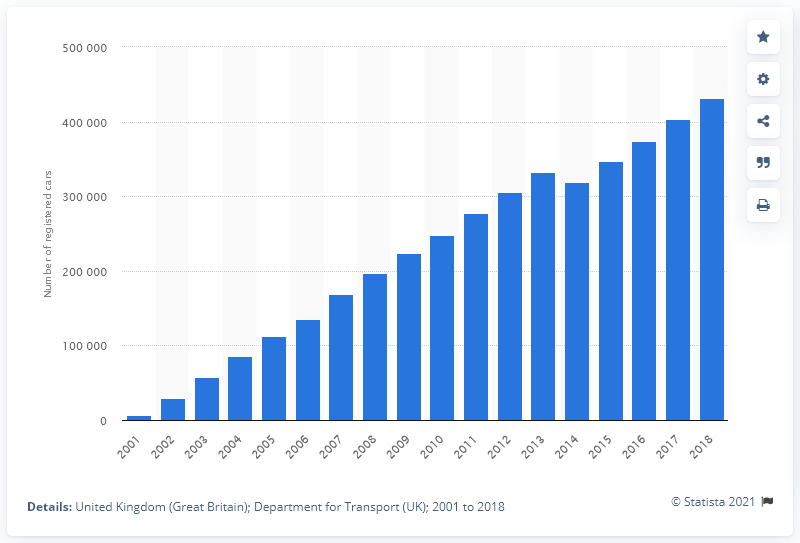 500 000
400 000
300 000
200 000
100 000
0
Number of registered cars
2001 2002 2003 2004 2005 2006 2007 2008 2009 2010 2011 2012 2013 2014 2015 2016 2017 2018
© Statista 2021
Details: United Kingdom (Great Britain); Department for Transport (UK); 2001 to 2018